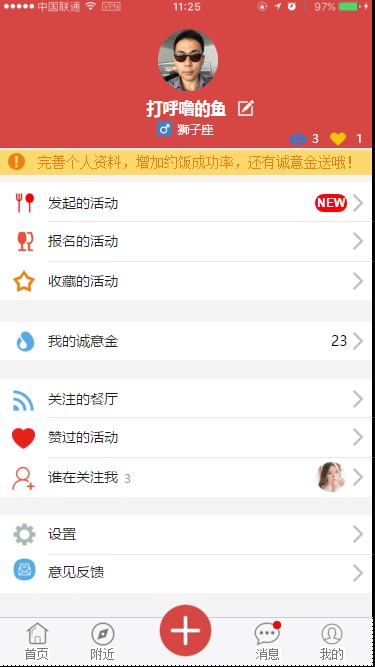 中国联通 VPN 11:25 97%
打呼噜的鱼
狮子座
3 1
完善个人资料，增加约饭成功率，还有诚意金送哦！
发起的活动 NEW
报名的活动
收藏的活动
我的诚意金 23
关注的餐厅
赞过的活动
谁在关注我 3
设置
意见反馈
首页 附近 消息 我的